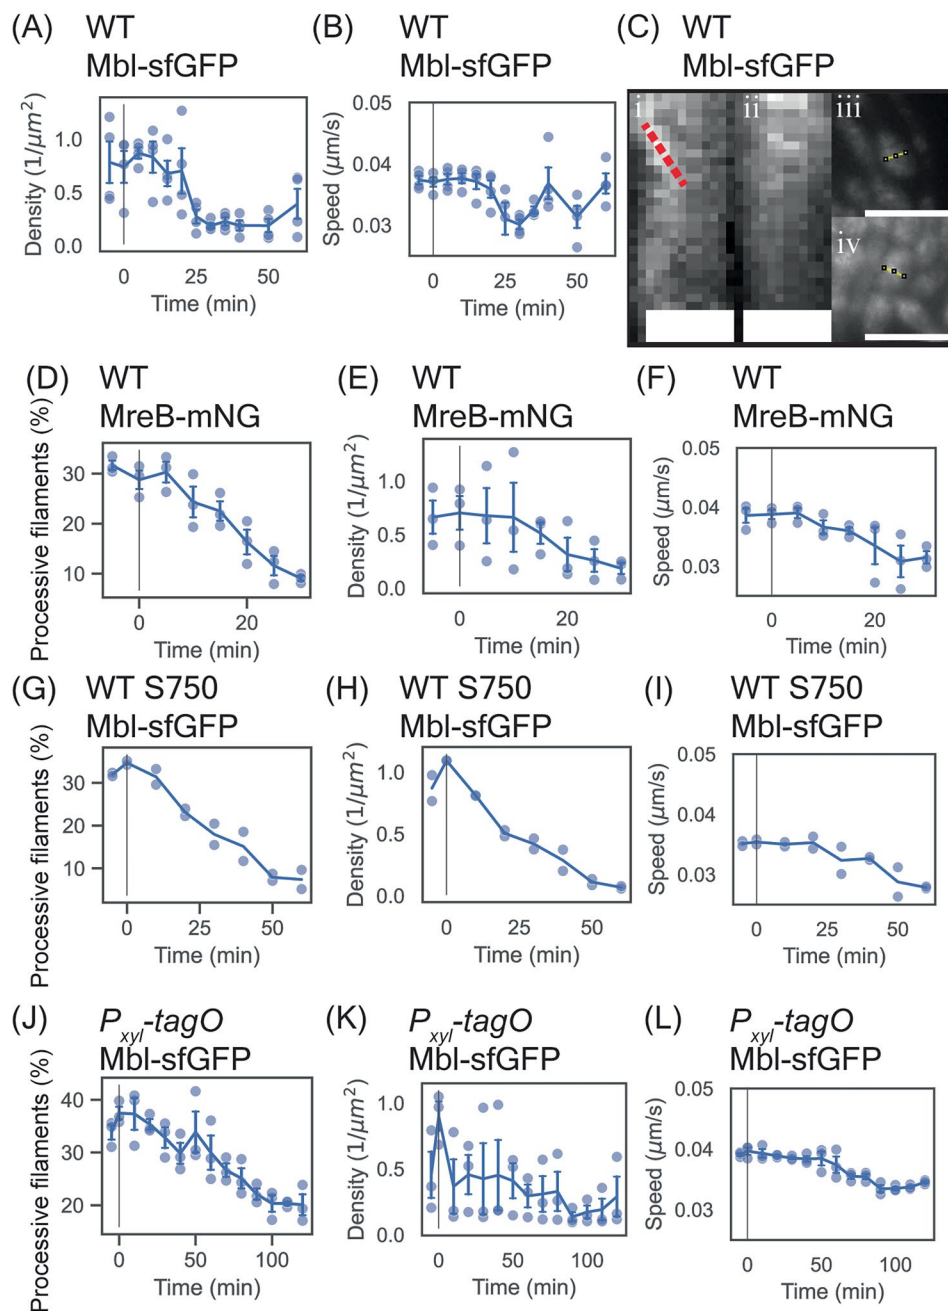 (A) WT
Mbl-sfGFP
Density (1/μm²)
1.0
0.5
0.0
0 25 50
Time (min)
(B) WT
Mbl-sfGFP
Speed (μm/s)
0.05
0.04
0.03
0 25 50
Time (min)
(C) WT
Mbl-sfGFP
i ii iii
iv
(D) WT
MreB-mNG
Processive filaments (%)
30
20
10
0 20
Time (min)
(E) WT
MreB-mNG
Density (1/μm²)
1.0
0.5
0.0
0 20
Time (min)
(F) WT
MreB-mNG
Speed (μm/s)
0.05
0.04
0.03
0 20
Time (min)
(G) WT S750
Mbl-sfGFP
Processive filaments (%)
30
20
10
0 25 50
Time (min)
(H) WT S750
Mbl-sfGFP
Density (1/μm²)
1.0
0.5
0.0
0 25 50
Time (min)
(I) WT S750
Mbl-sfGFP
Speed (μm/s)
0.05
0.04
0.03
0 50
Time (min)
(J) Pxyl-tagO
Mbl-sfGFP
Processive filaments (%)
40
30
20
0 50 100
Time (min)
(K) Pxyl-tagO
Mbl-sfGFP
Density (1/μm²)
1.0
0.5
0.0
0 50 100
Time (min)
(L) Pxyl-tagO
Mbl-sfGFP
Speed (μm/s)
0.05
0.04
0.03
0 50 100
Time (min)